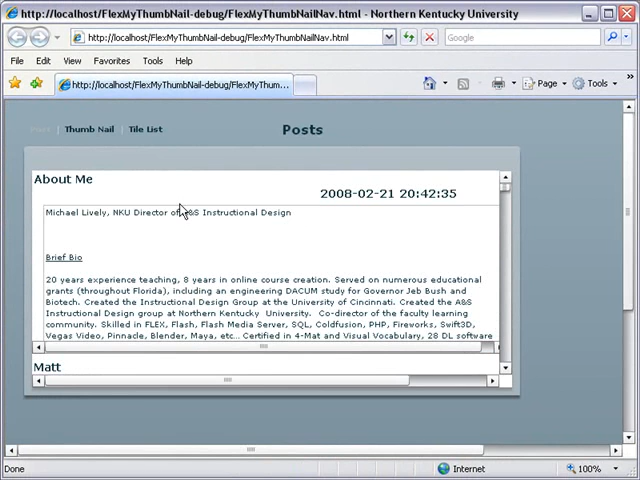 http://localhost/FlexMyThumbNail-debug/FlexMyThumbNailNav.html - Northern Kentucky University
http://localhost/FlexMyThumbNail-debug/FlexMyThumbNailNav.html
Google
File Edit View Favorites Tools Help
http://localhost/FlexMyThumbNail-debug/FlexMyThum...
Page Tools
Thumb Nail | Tile List
Posts
About Me
2008-02-21 20:42:35
Michael Lively, NKU Director of A&S Instructional Design
Brief Bio
20 years experience teaching, 8 years in online course creation. Served on numerous educational
grants (throughout Florida), including an engineering DACUM study for Governor Jeb Bush and
Biotech. Created the Instructional Design Group at the University of Cincinnati. Created the A&S
Instructional Design group at Northern Kentucky University. Co-director of the faculty learning
community. Skilled in FLEX, Flash, Flash Media Server, SQL, Coldfusion, PHP, Fireworks, Swift3D,
Vegas Video, Pinnacle, Blender, Maya, etc... Certified in 4-Mat and Visual Vocabulary, 28 DL software
Matt
Done
Internet
100%